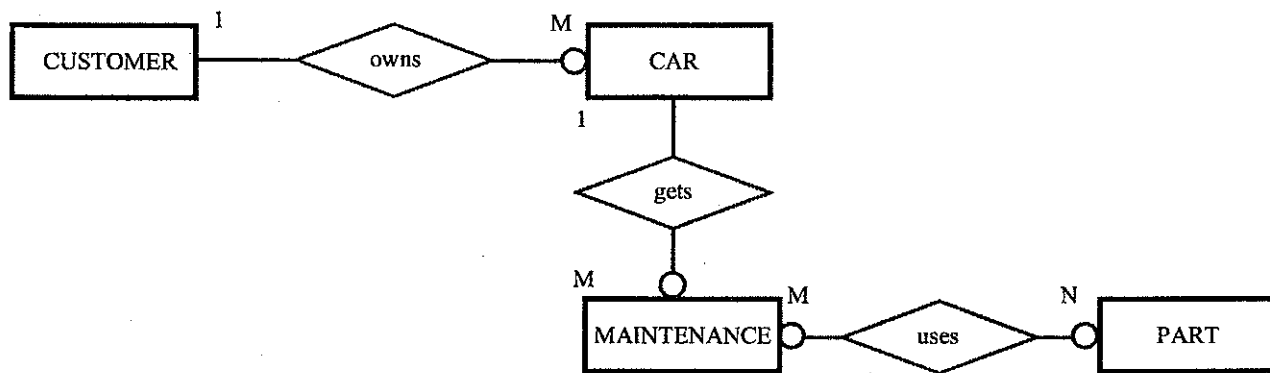 1 M
CUSTOMER owns CAR
1
gets
M M N
MAINTENANCE uses PART